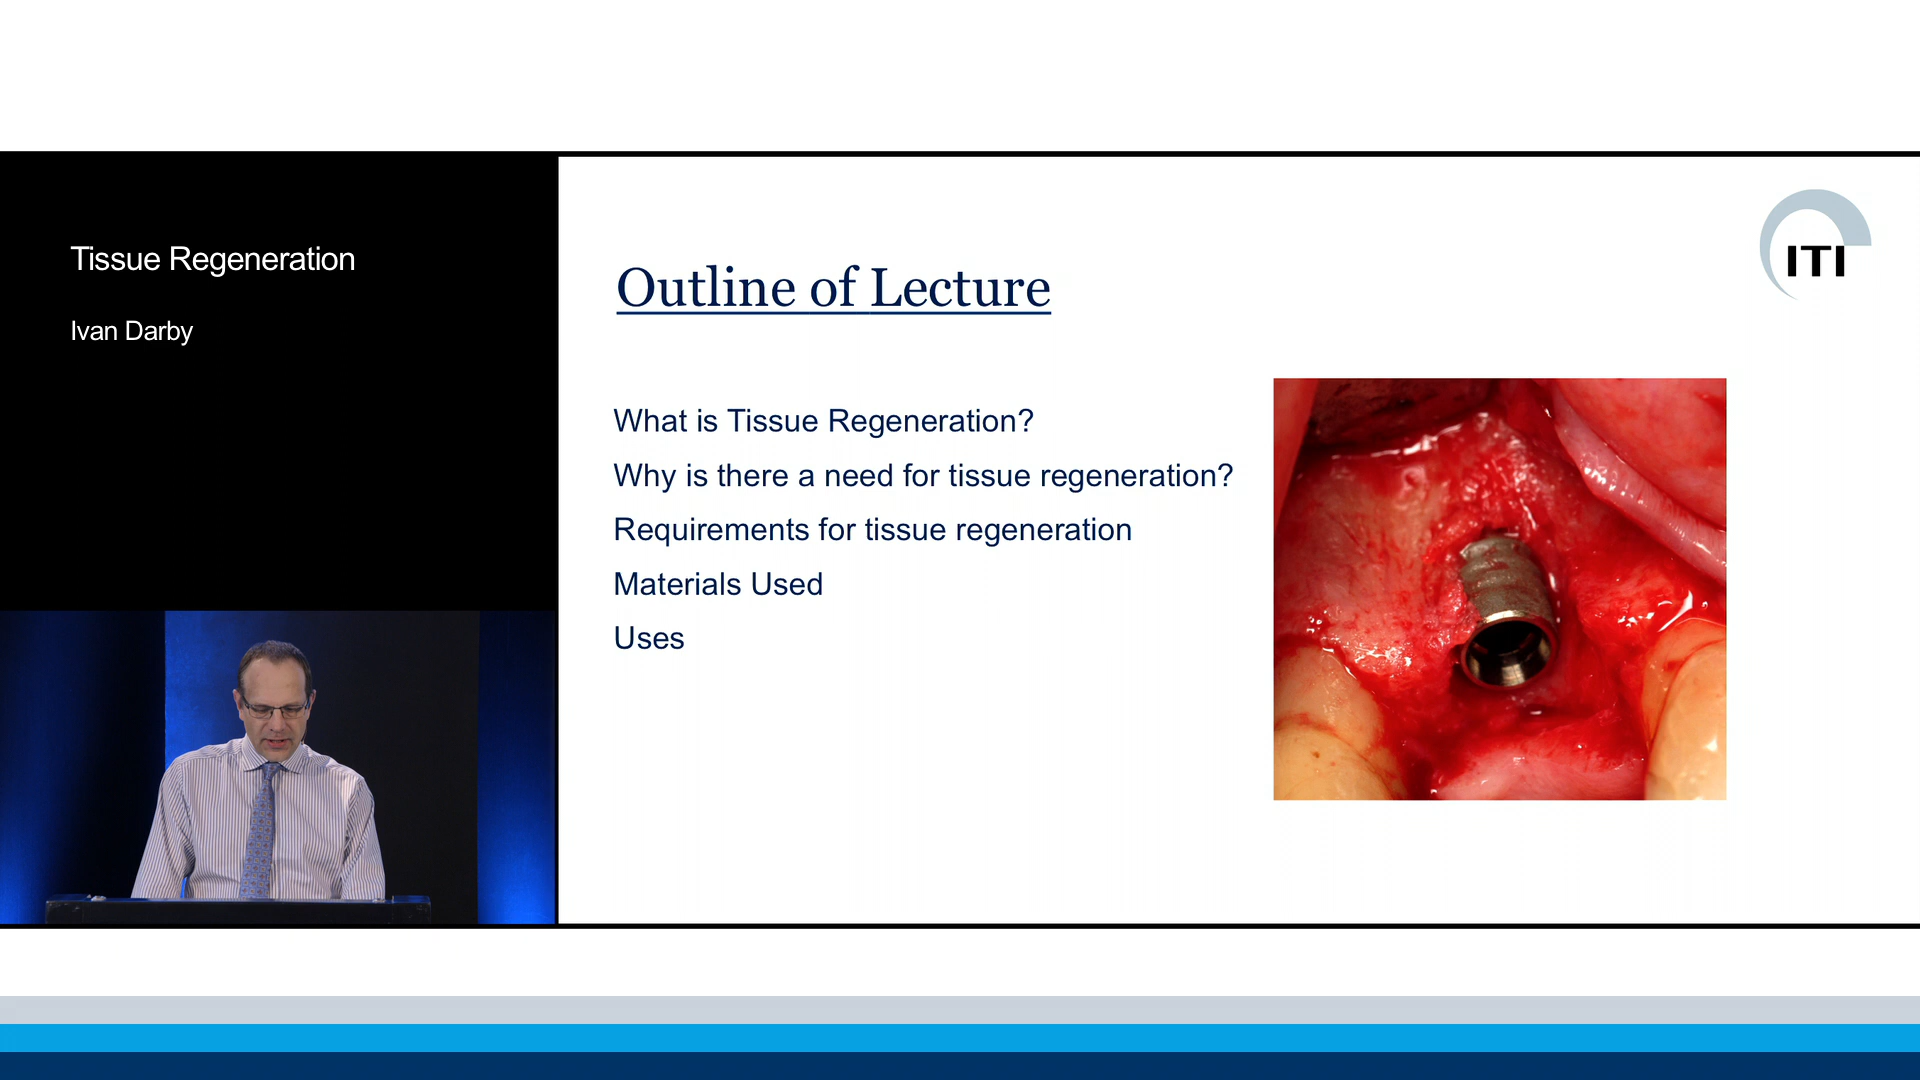 Tissue Regeneration
Ivan Darby
ITI
Outline of Lecture
What is Tissue Regeneration?
Why is there a need for tissue regeneration?
Requirements for tissue regeneration
Materials Used
Uses